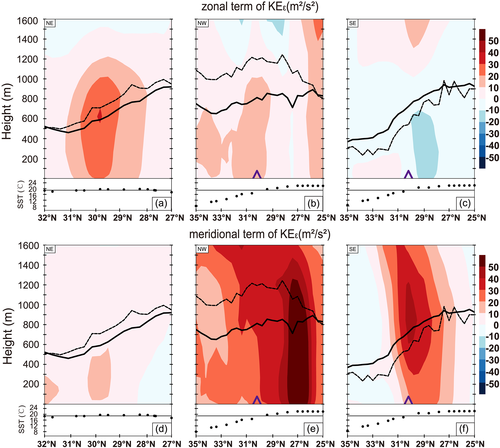 zonal term of KEᵋ(m²/s²)
NE
NW
SE
Height (m)
1600
1400
1200
1000
800
600
400
200
(a)
(b)
(c)
50
40
30
20
10
0
-10
-20
-30
-40
-50
SST (°C)
24
20
16
12
8
32°N 31°N 30°N 29°N 28°N 27°N
35°N 33°N 31°N 29°N 27°N 25°N
35°N 33°N 31°N 29°N 27°N 25°N
meridional term of KEᵋ(m²/s²)
NE
NW
SE
Height (m)
1600
1400
1200
1000
800
600
400
200
(d)
(e)
(f)
50
40
30
20
10
0
-10
-20
-30
-40
-50
SST (°C)
24
20
16
12
8
32°N 31°N 30°N 29°N 28°N 27°N
35°N 33°N 31°N 29°N 27°N 25°N
35°N 33°N 31°N 29°N 27°N 25°N